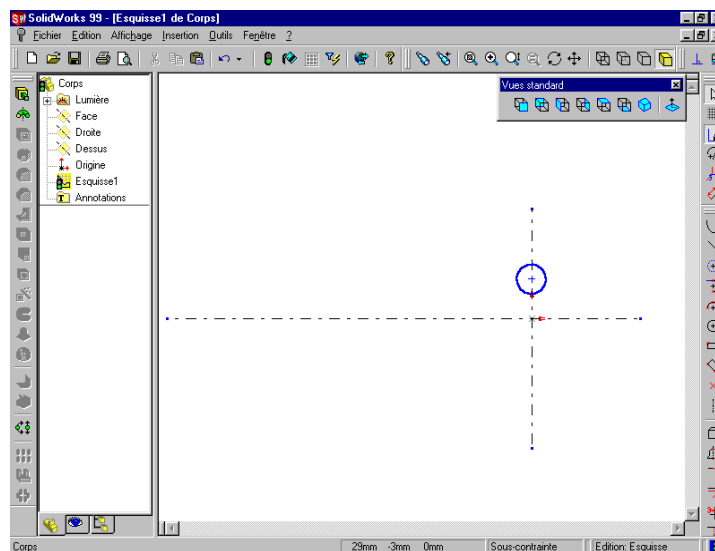 SolidWorks 99 - [Esquisse1 de Corps]
Fichier Edition Affichage Insertion Outils Fenêtre ?
Vues standard
Corps
Lumière
Face
Droite
Dessus
Origine
Esquisse1
Annotations
Corps 29mm -3mm 0mm Sous-contrainte Edition: Esquisse